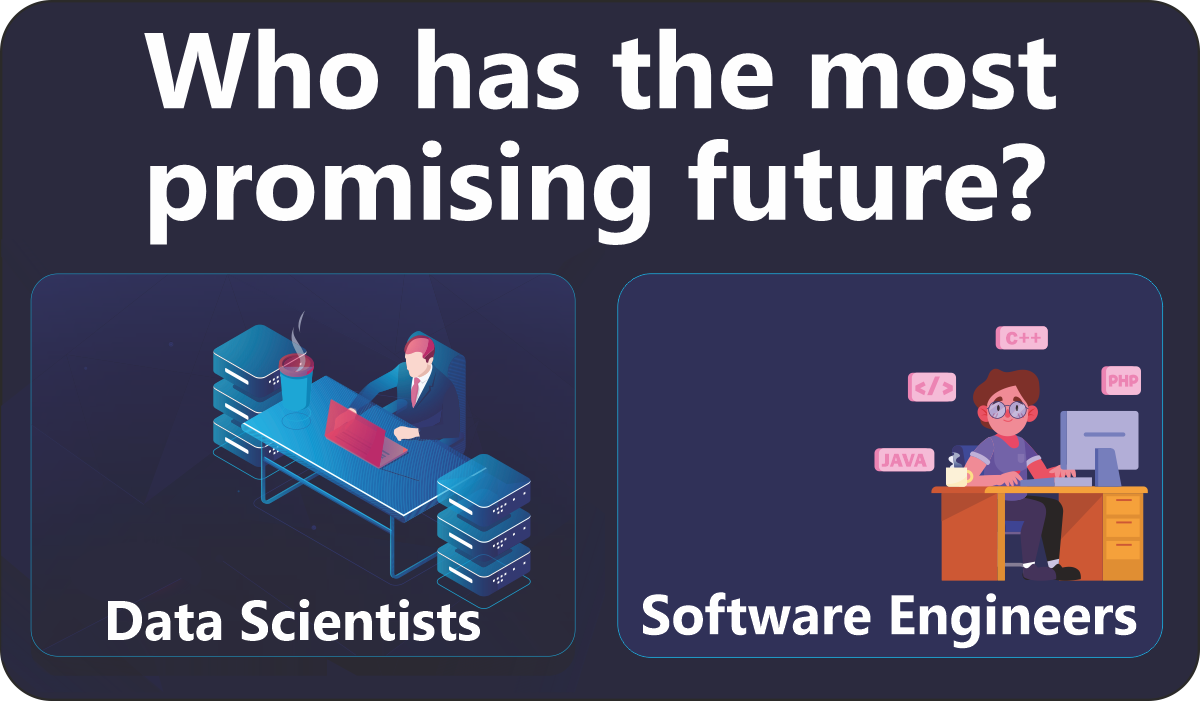 Who has the most
promising future?
C++
</>
PHP
JAVA
Data Scientists
Software Engineers